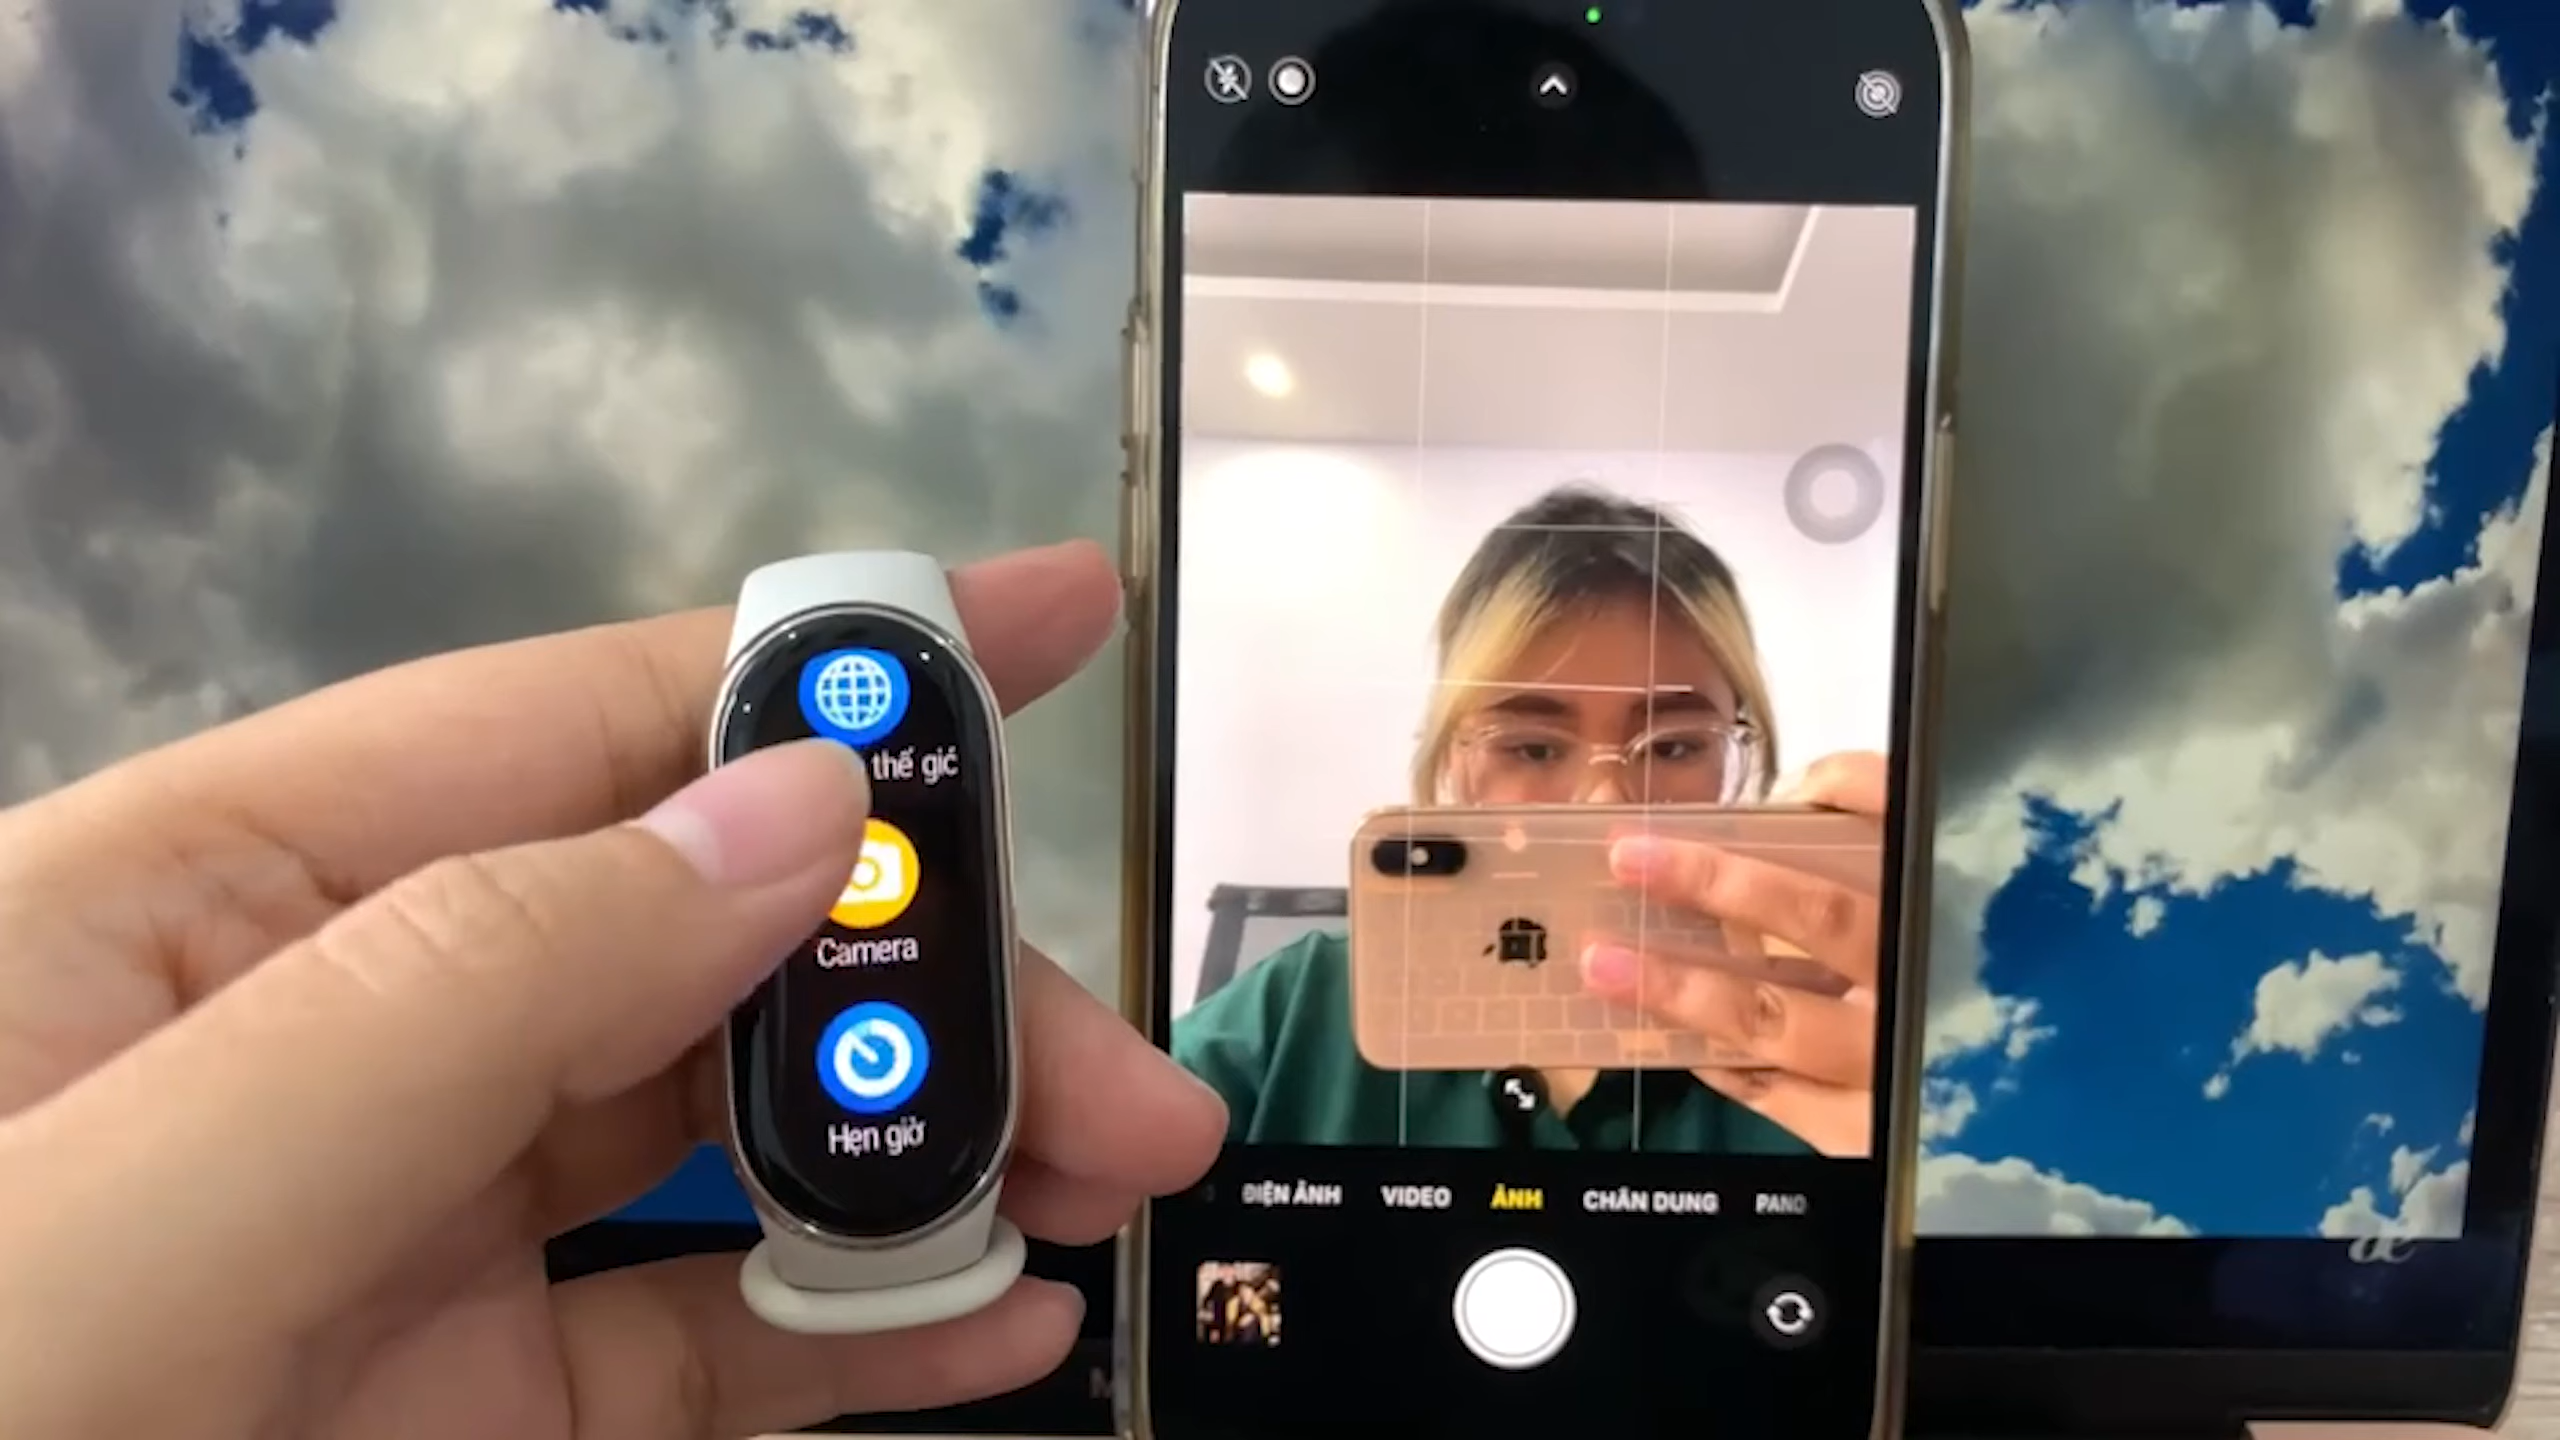 thế giớ
Camera
Hẹn giờ
ĐIỆN ẢNH VIDEO ẢNH CHÂN DUNG PANO